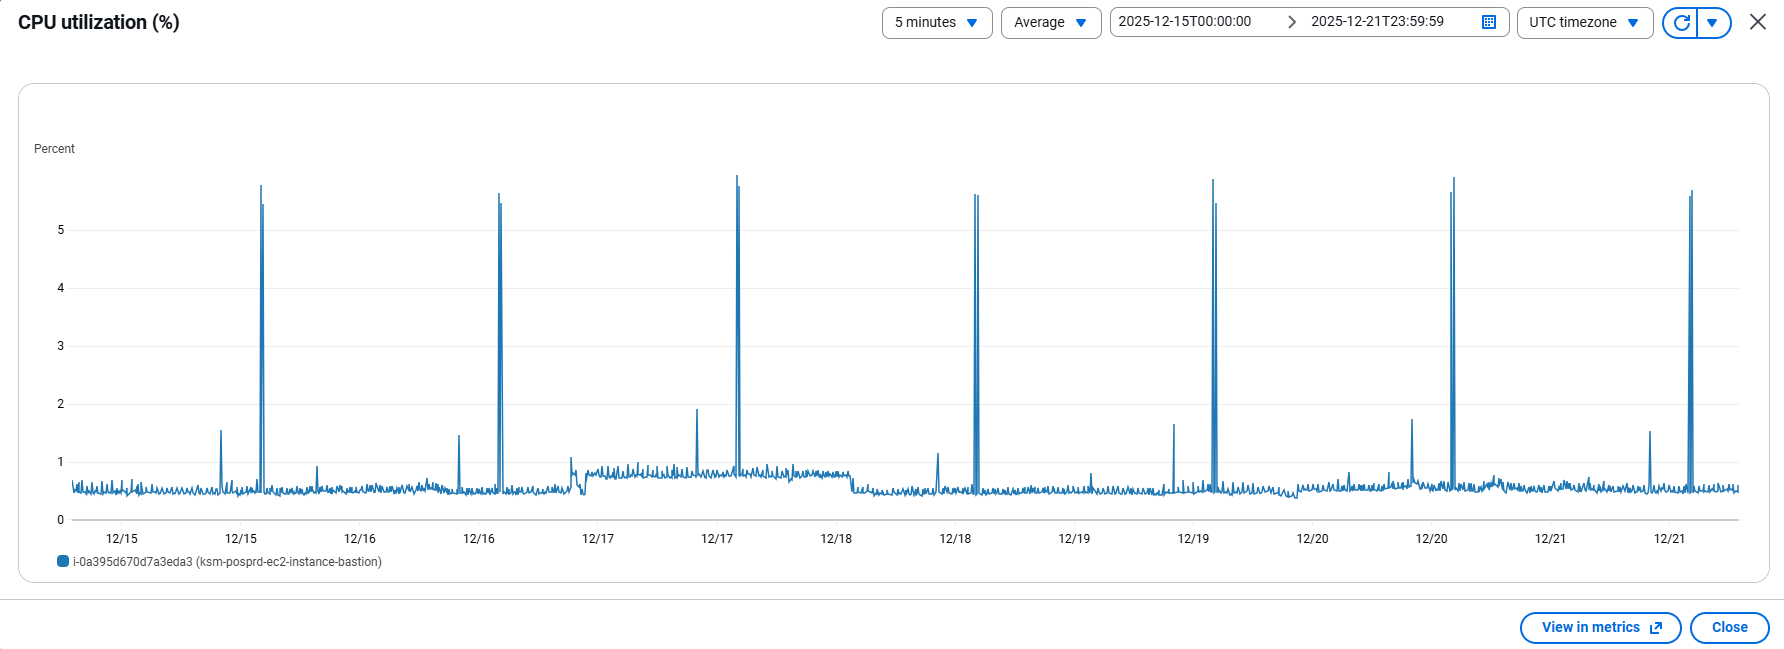 CPU utilization (%)
5 minutes
Average
2025-12-15T00:00:00
2025-12-21T23:59:59
UTC timezone
Percent
5
4
3
2
1
0
12/15 12/15 12/16 12/16 12/17 12/17 12/18 12/18 12/19 12/19 12/20 12/20 12/21 12/21
i-0a395d670d7a3eda3 (ksm-posprd-ec2-instance-bastion)
View in metrics
Close